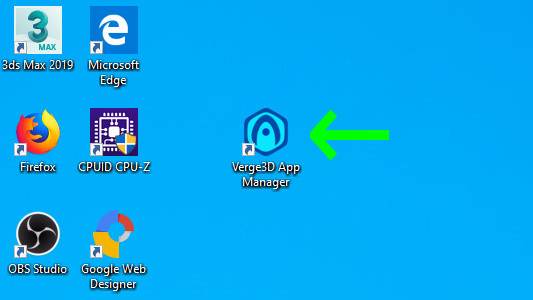 3
MAX
3ds Max 2019
Microsoft
Edge
Firefox
CPUID CPU-Z
Verge3D App
Manager
OBS Studio
Google Web
Designer